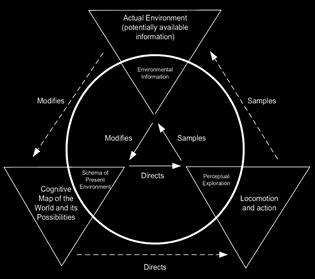 Actual Environment
(potentially available
information)
Environmental
Information
Modifies
Samples
Modifies
Samples
Schema of
Present
Environment
Directs
Perceptual
Exploration
Cognitive
Map of the
World and its
Possibilities
Locomotion
and action
Directs